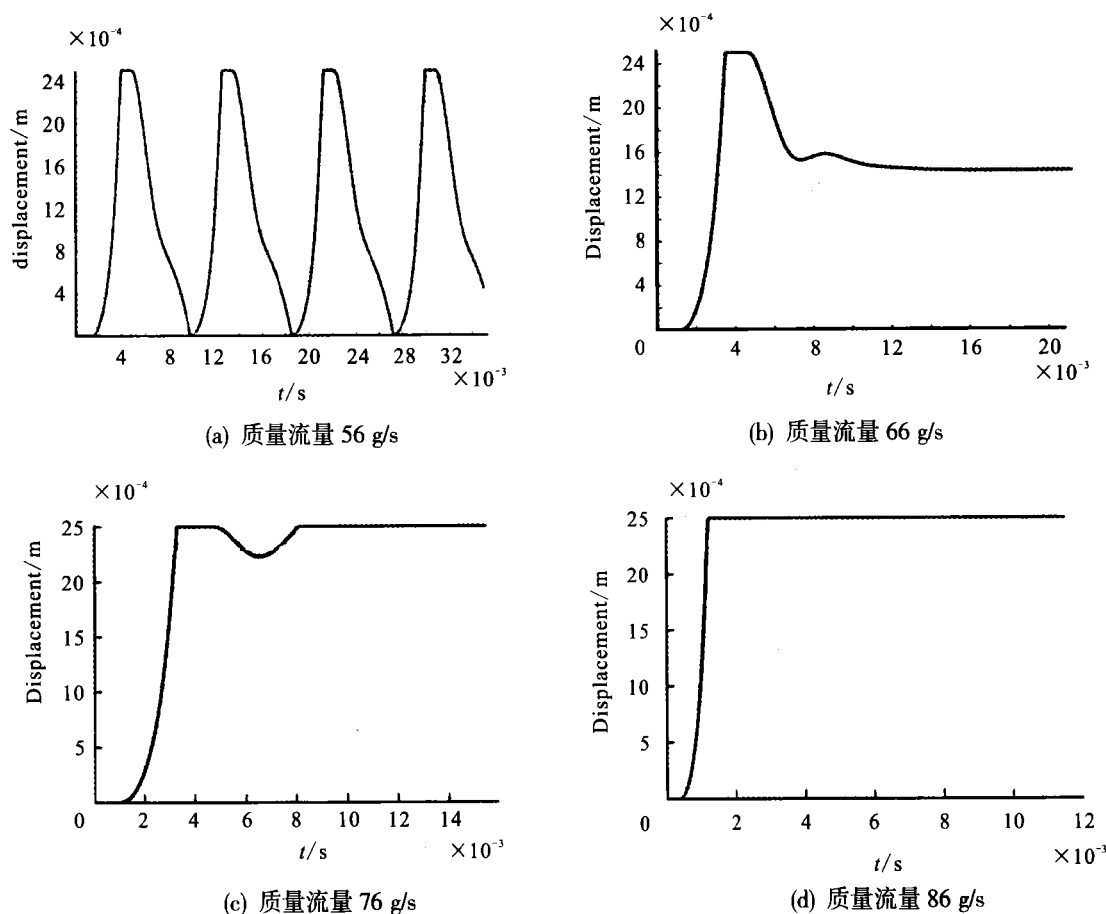 ×10⁻⁴
24
20
16
12
8
4
displacement/m
4 8 12 16 20 24 28 32
×10⁻³
t/s
(a) 质量流量 56 g/s
×10⁻⁴
24
20
16
12
8
4
Displacement/m
0 4 8 12 16 20
×10⁻³
t/s
(b) 质量流量 66 g/s
×10⁻⁴
25
20
15
10
5
Displacement/m
0 2 4 6 8 10 12 14
×10⁻³
t/s
(c) 质量流量 76 g/s
×10⁻⁴
25
20
15
10
5
Displacement/m
0 2 4 6 8 10 12
×10⁻³
t/s
(d) 质量流量 86 g/s